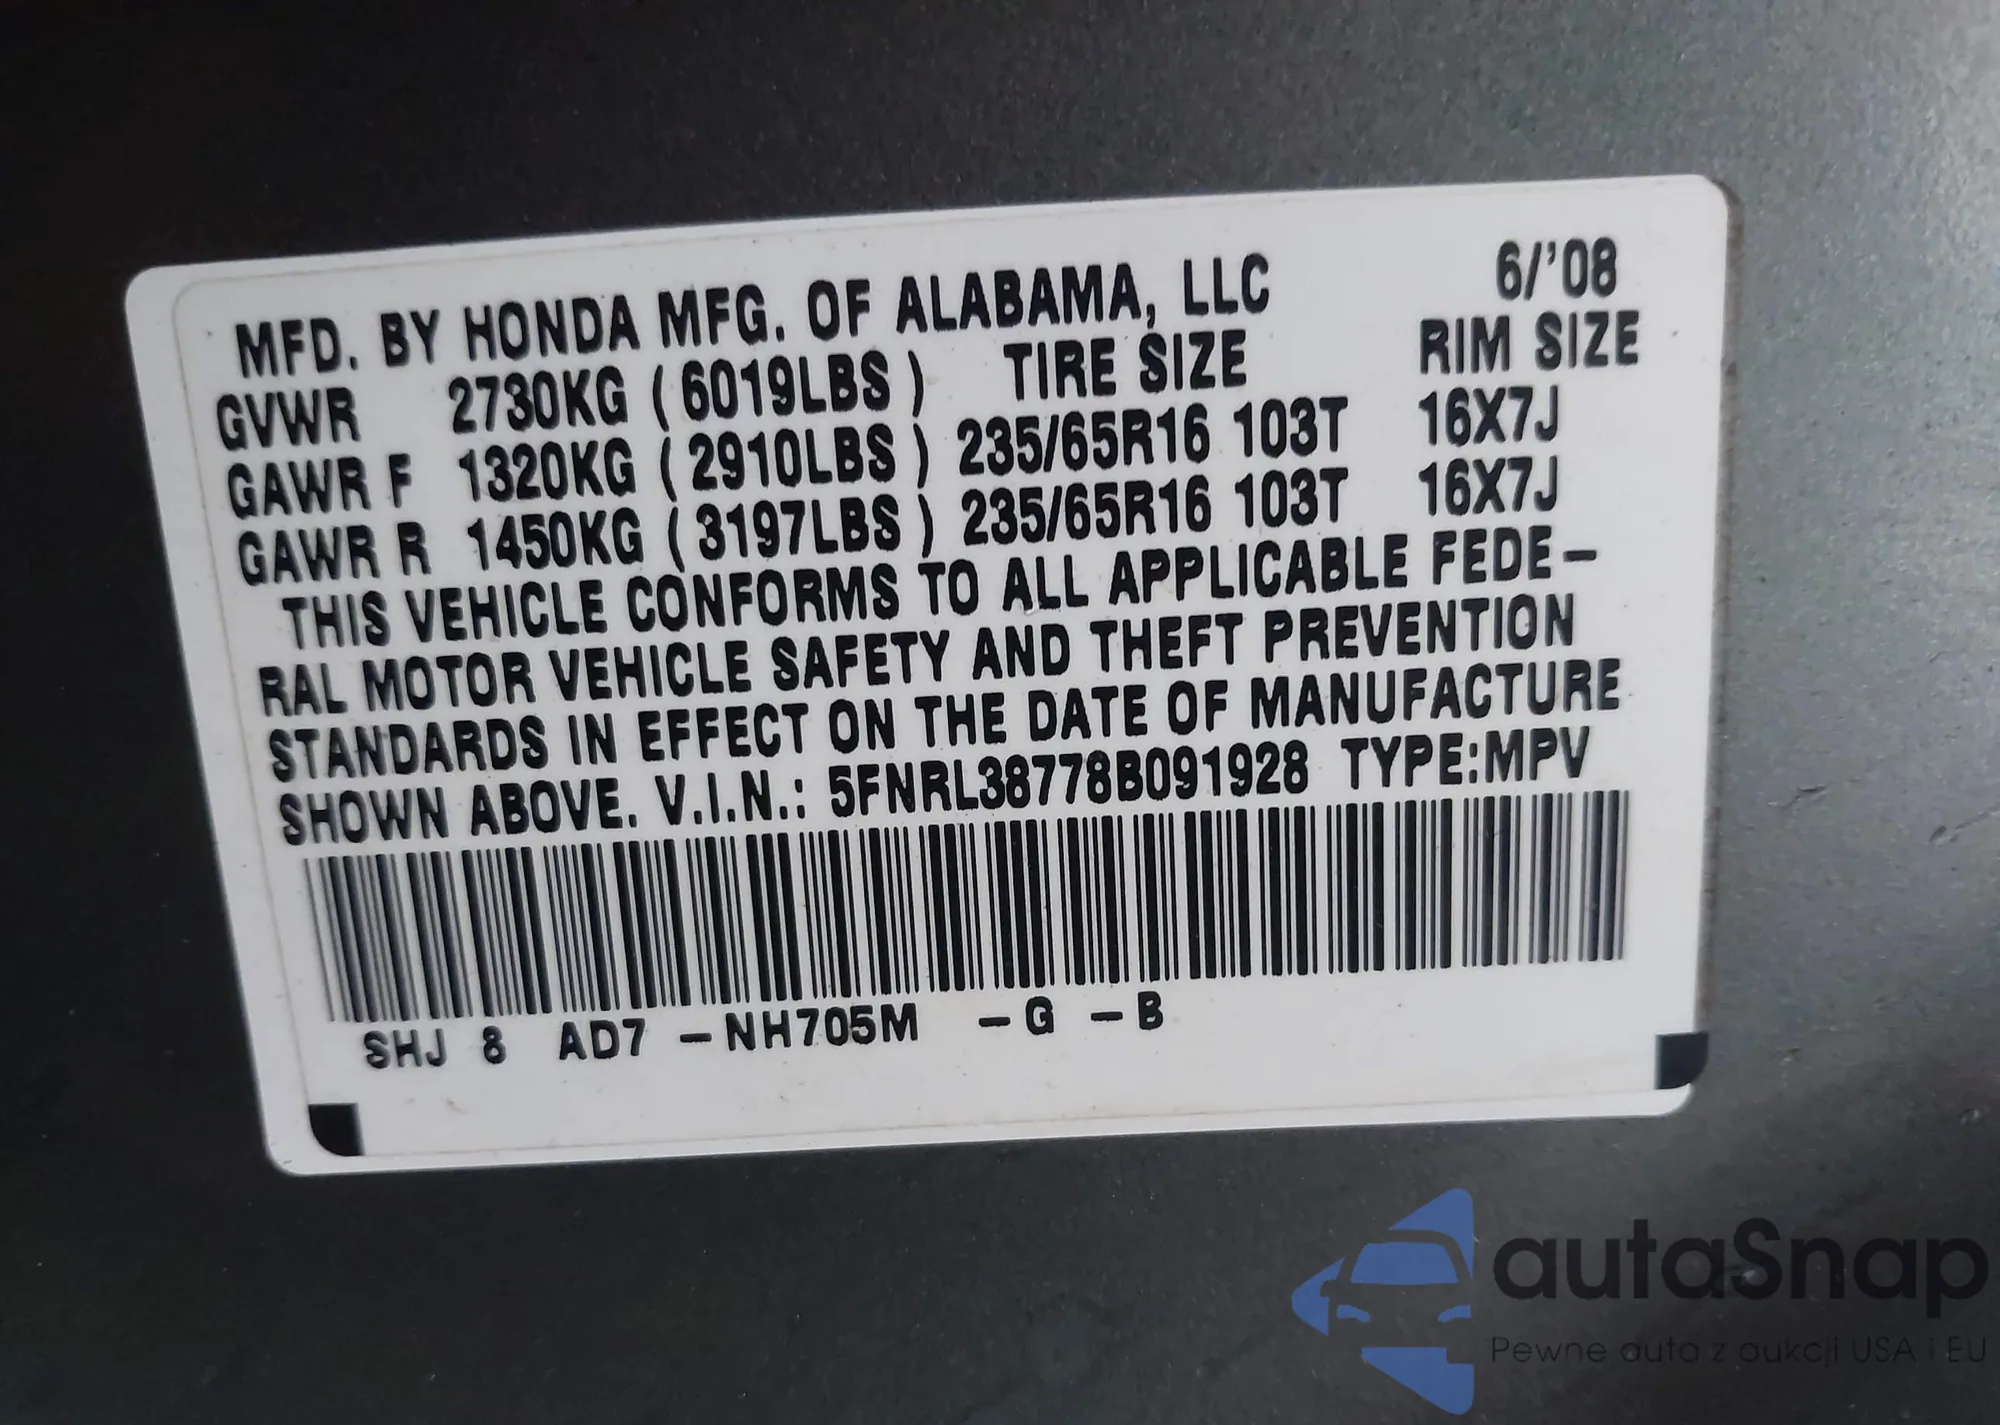 MFD. BY HONDA MFG. OF ALABAMA, LLC 6/'08
GVWR 2730KG (6019LBS) TIRE SIZE RIM SIZE
GAWR F 1320KG (2910LBS) 235/65R16 103T 16X7J
GAWR R 1450KG (3197LBS) 235/65R16 103T 16X7J
THIS VEHICLE CONFORMS TO ALL APPLICABLE FEDE-
RAL MOTOR VEHICLE SAFETY AND THEFT PREVENTION
STANDARDS IN EFFECT ON THE DATE OF MANUFACTURE
SHOWN ABOVE. V.I.N.: 5FNRL38778B091928 TYPE:MPV
SHJ 8 AD7 -NH705M -G -B
autaSnap
Pewne auta z aukcji USA i EU